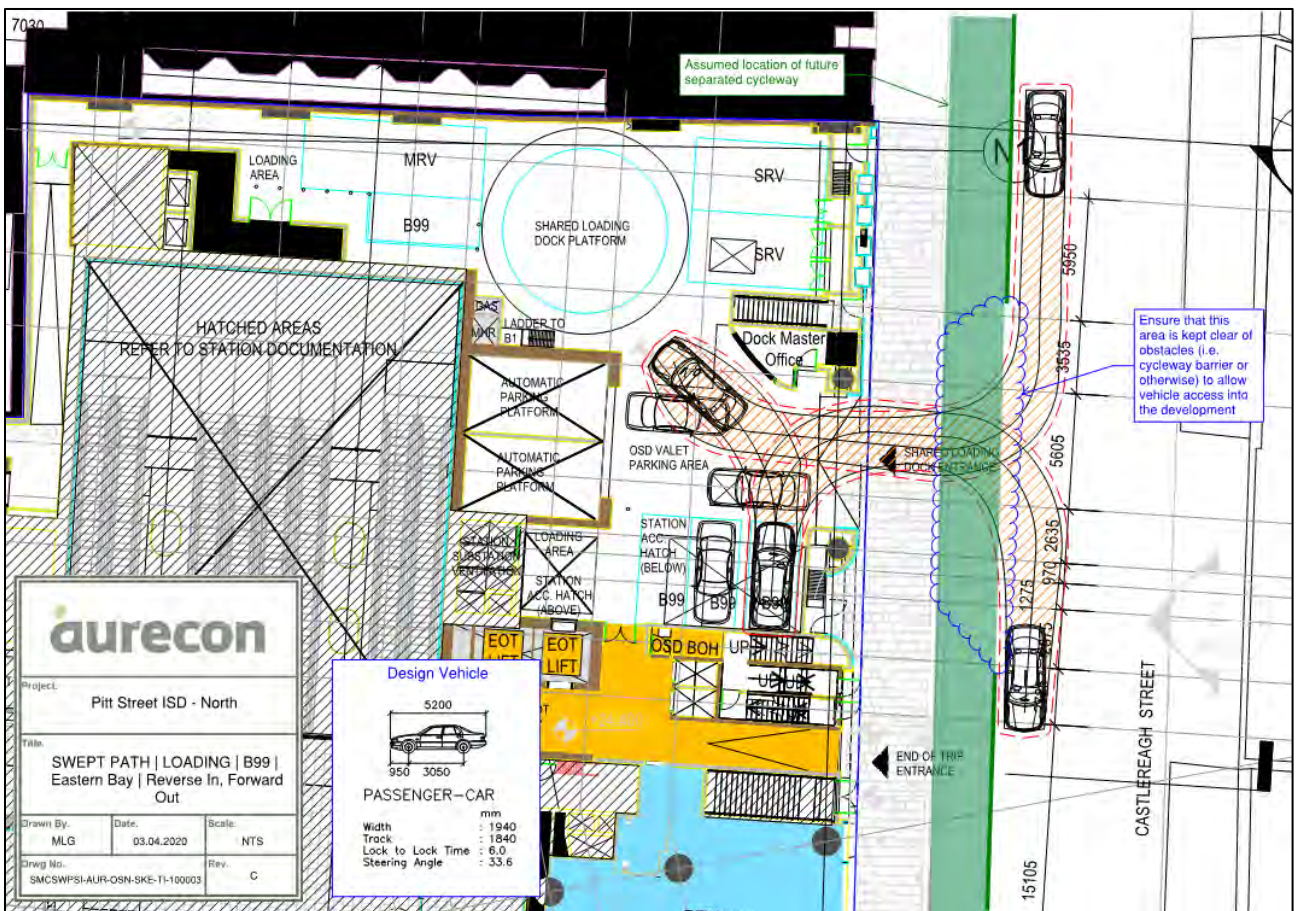 7030
Assumed location of future
separated cycleway
LOADING
AREA
MRV
B99
SHARED LOADING
DOCK PLATFORM
SRV
SRV
N
5950
3535
5605
2635
970
1275
15105
Ensure that this
area is kept clear of
obstacles (i.e.
cycleway barrier or
otherwise) to allow
vehicle access into
the development
HATCHED AREAS
REFER TO STATION DOCUMENTATION
GAS
MNR
LADDER TO
B1
Dock Master
Office
AUTOMATIC
PARKING
PLATFORM
AUTOMATIC
PARKING
PLATFORM
OSD VALET
PARKING AREA
SHARED LOADING
DOCK ENTRANCE
STATION
SUBSTATION
VENTILATION
LOADING
AREA
STATION
ACC. HATCH
(ABOVE)
STATION
ACC.
HATCH
(BELOW)
B99
B99
B99
EOT
LIFT
EOT
LIFT
OSD BOH
UP
END OF TRIP
ENTRANCE
CASTLEREAGH STREET
aurecon
Project.
Pitt Street ISD - North
Title.
SWEPT PATH | LOADING | B99 |
Eastern Bay | Reverse In, Forward
Out
Drawn By.
MLG
Date.
03.04.2020
Scale.
NTS
Drwg No.
SMCSWPSI-AUR-OSN-SKE-TI-100003
Rev.
C
Design Vehicle
5200
950 3050
PASSENGER-CAR
mm
Width : 1940
Track : 1840
Lock to Lock Time : 6.0
Steering Angle : 33.6